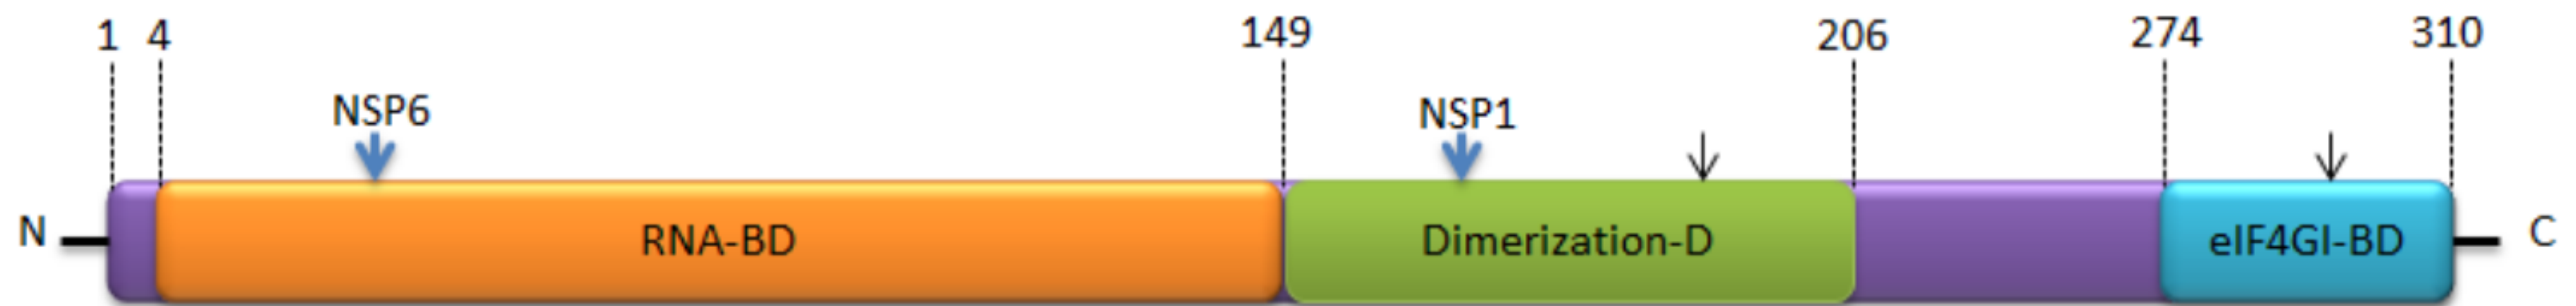 1 4 149 206 274 310
NSP6 NSP1
N RNA-BD Dimerization-D eIF4GI-BD C